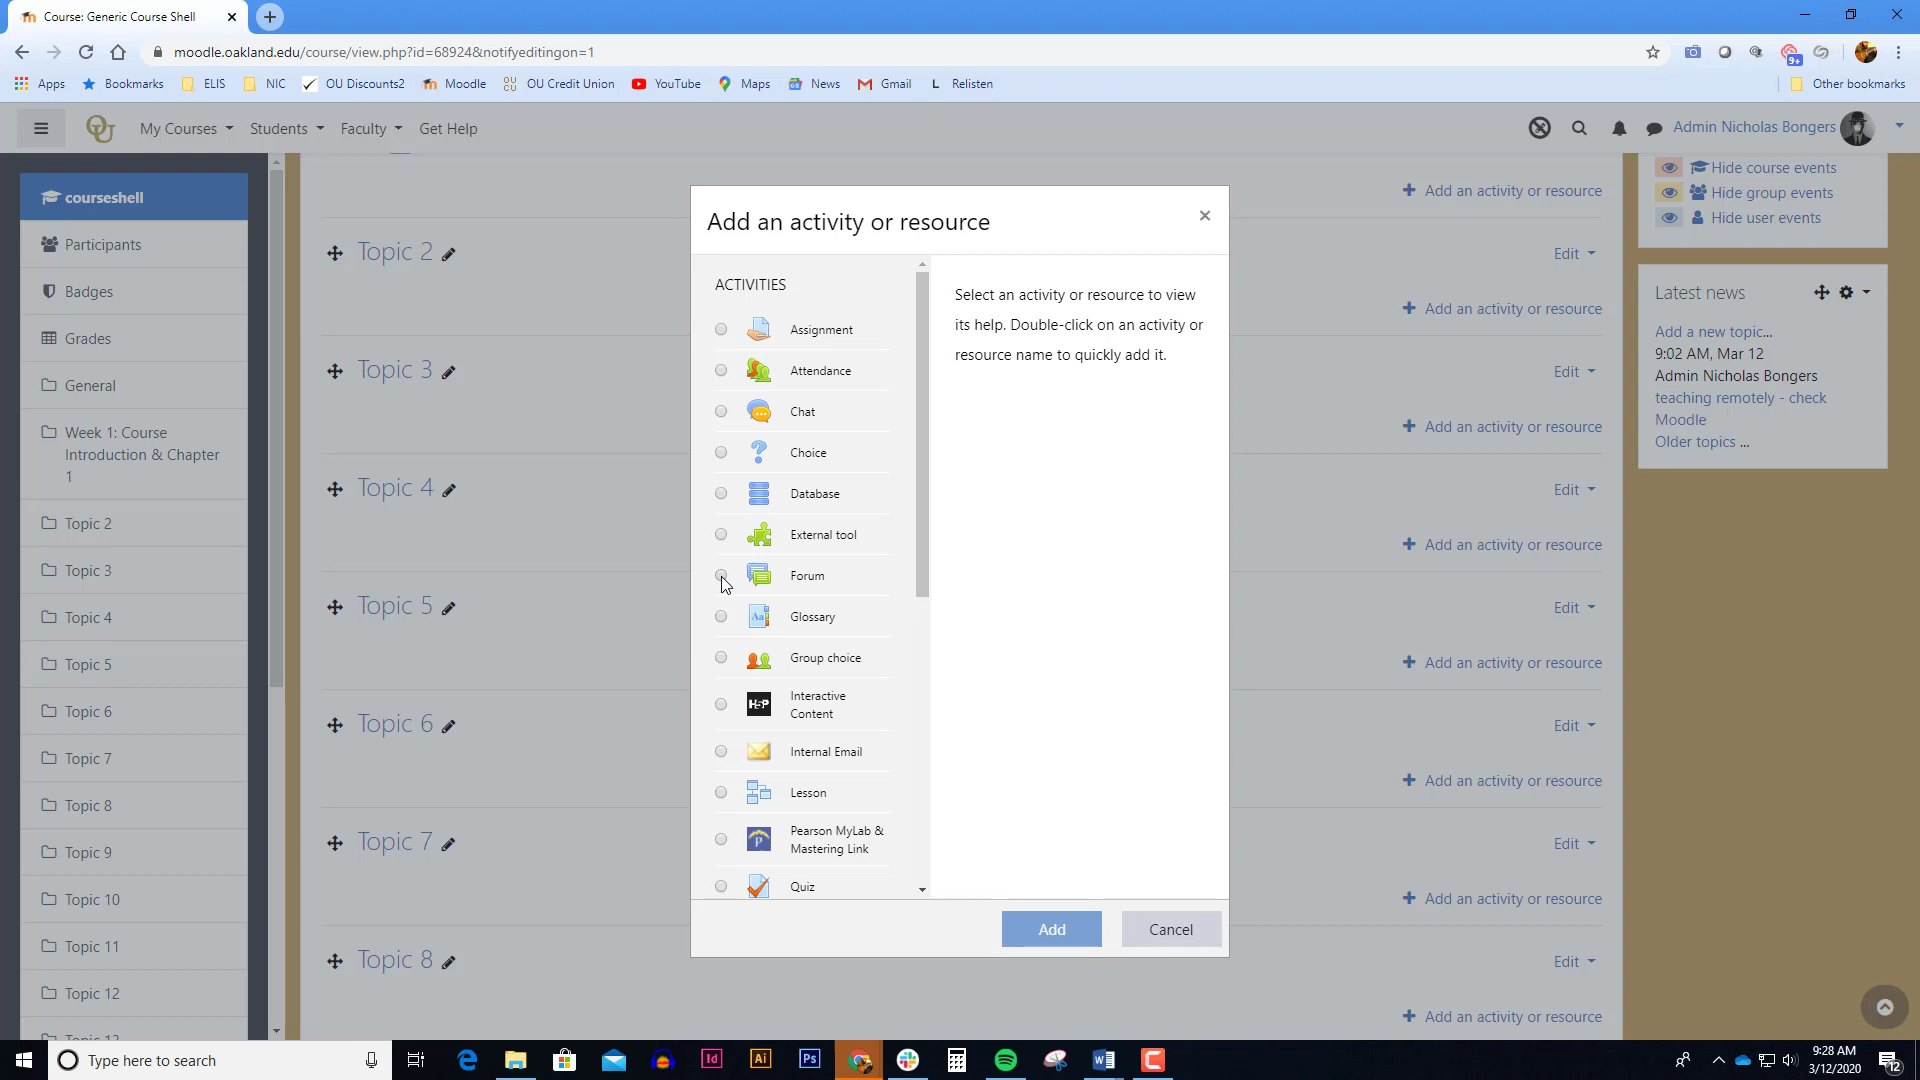 Course: Generic Course Shell
moodle.oakland.edu/course/view.php?id=68924&notifyeditingon=1
9+
Apps
Bookmarks
ELIS
NIC
OU Discounts2
Moodle
OU Credit Union
YouTube
Maps
News
Gmail
L Relisten
Other bookmarks
OU
My Courses
Students
Faculty
Get Help
Admin Nicholas Bongers
courseshell
Participants
Badges
Grades
General
Week 1: Course
Introduction & Chapter
1
Topic 2
Topic 3
Topic 4
Topic 5
Topic 6
Topic 7
Topic 8
Topic 9
Topic 10
Topic 11
Topic 12
Add an activity or resource
Topic 2
Edit
Add an activity or resource
Topic 3
Edit
Add an activity or resource
Topic 4
Edit
Add an activity or resource
Topic 5
Edit
Add an activity or resource
Topic 6
Edit
Add an activity or resource
Topic 7
Edit
Add an activity or resource
Topic 8
Edit
Add an activity or resource
Add an activity or resource
ACTIVITIES
Assignment
Attendance
Chat
Choice
Database
External tool
Forum
Aa
Glossary
Group choice
H5P
Interactive
Content
Internal Email
Lesson
Pearson MyLab &
Mastering Link
Quiz
Select an activity or resource to view
its help. Double-click on an activity or
resource name to quickly add it.
Add
Cancel
Hide course events
Hide group events
Hide user events
Latest news
Add a new topic...
9:02 AM, Mar 12
Admin Nicholas Bongers
teaching remotely - check
Moodle
Older topics ...
Type here to search
Id
Ai
Ps
9:28 AM
3/12/2020
12